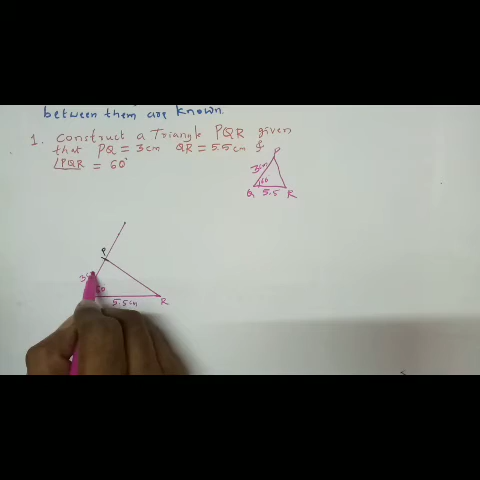 between them are known.
1. construct a Triangle PQR given
that PQ = 3cm QR = 5.5cm &
∠PQR = 60°
P
3cm
60
Q 5.5 R
P
60
5.5cm R